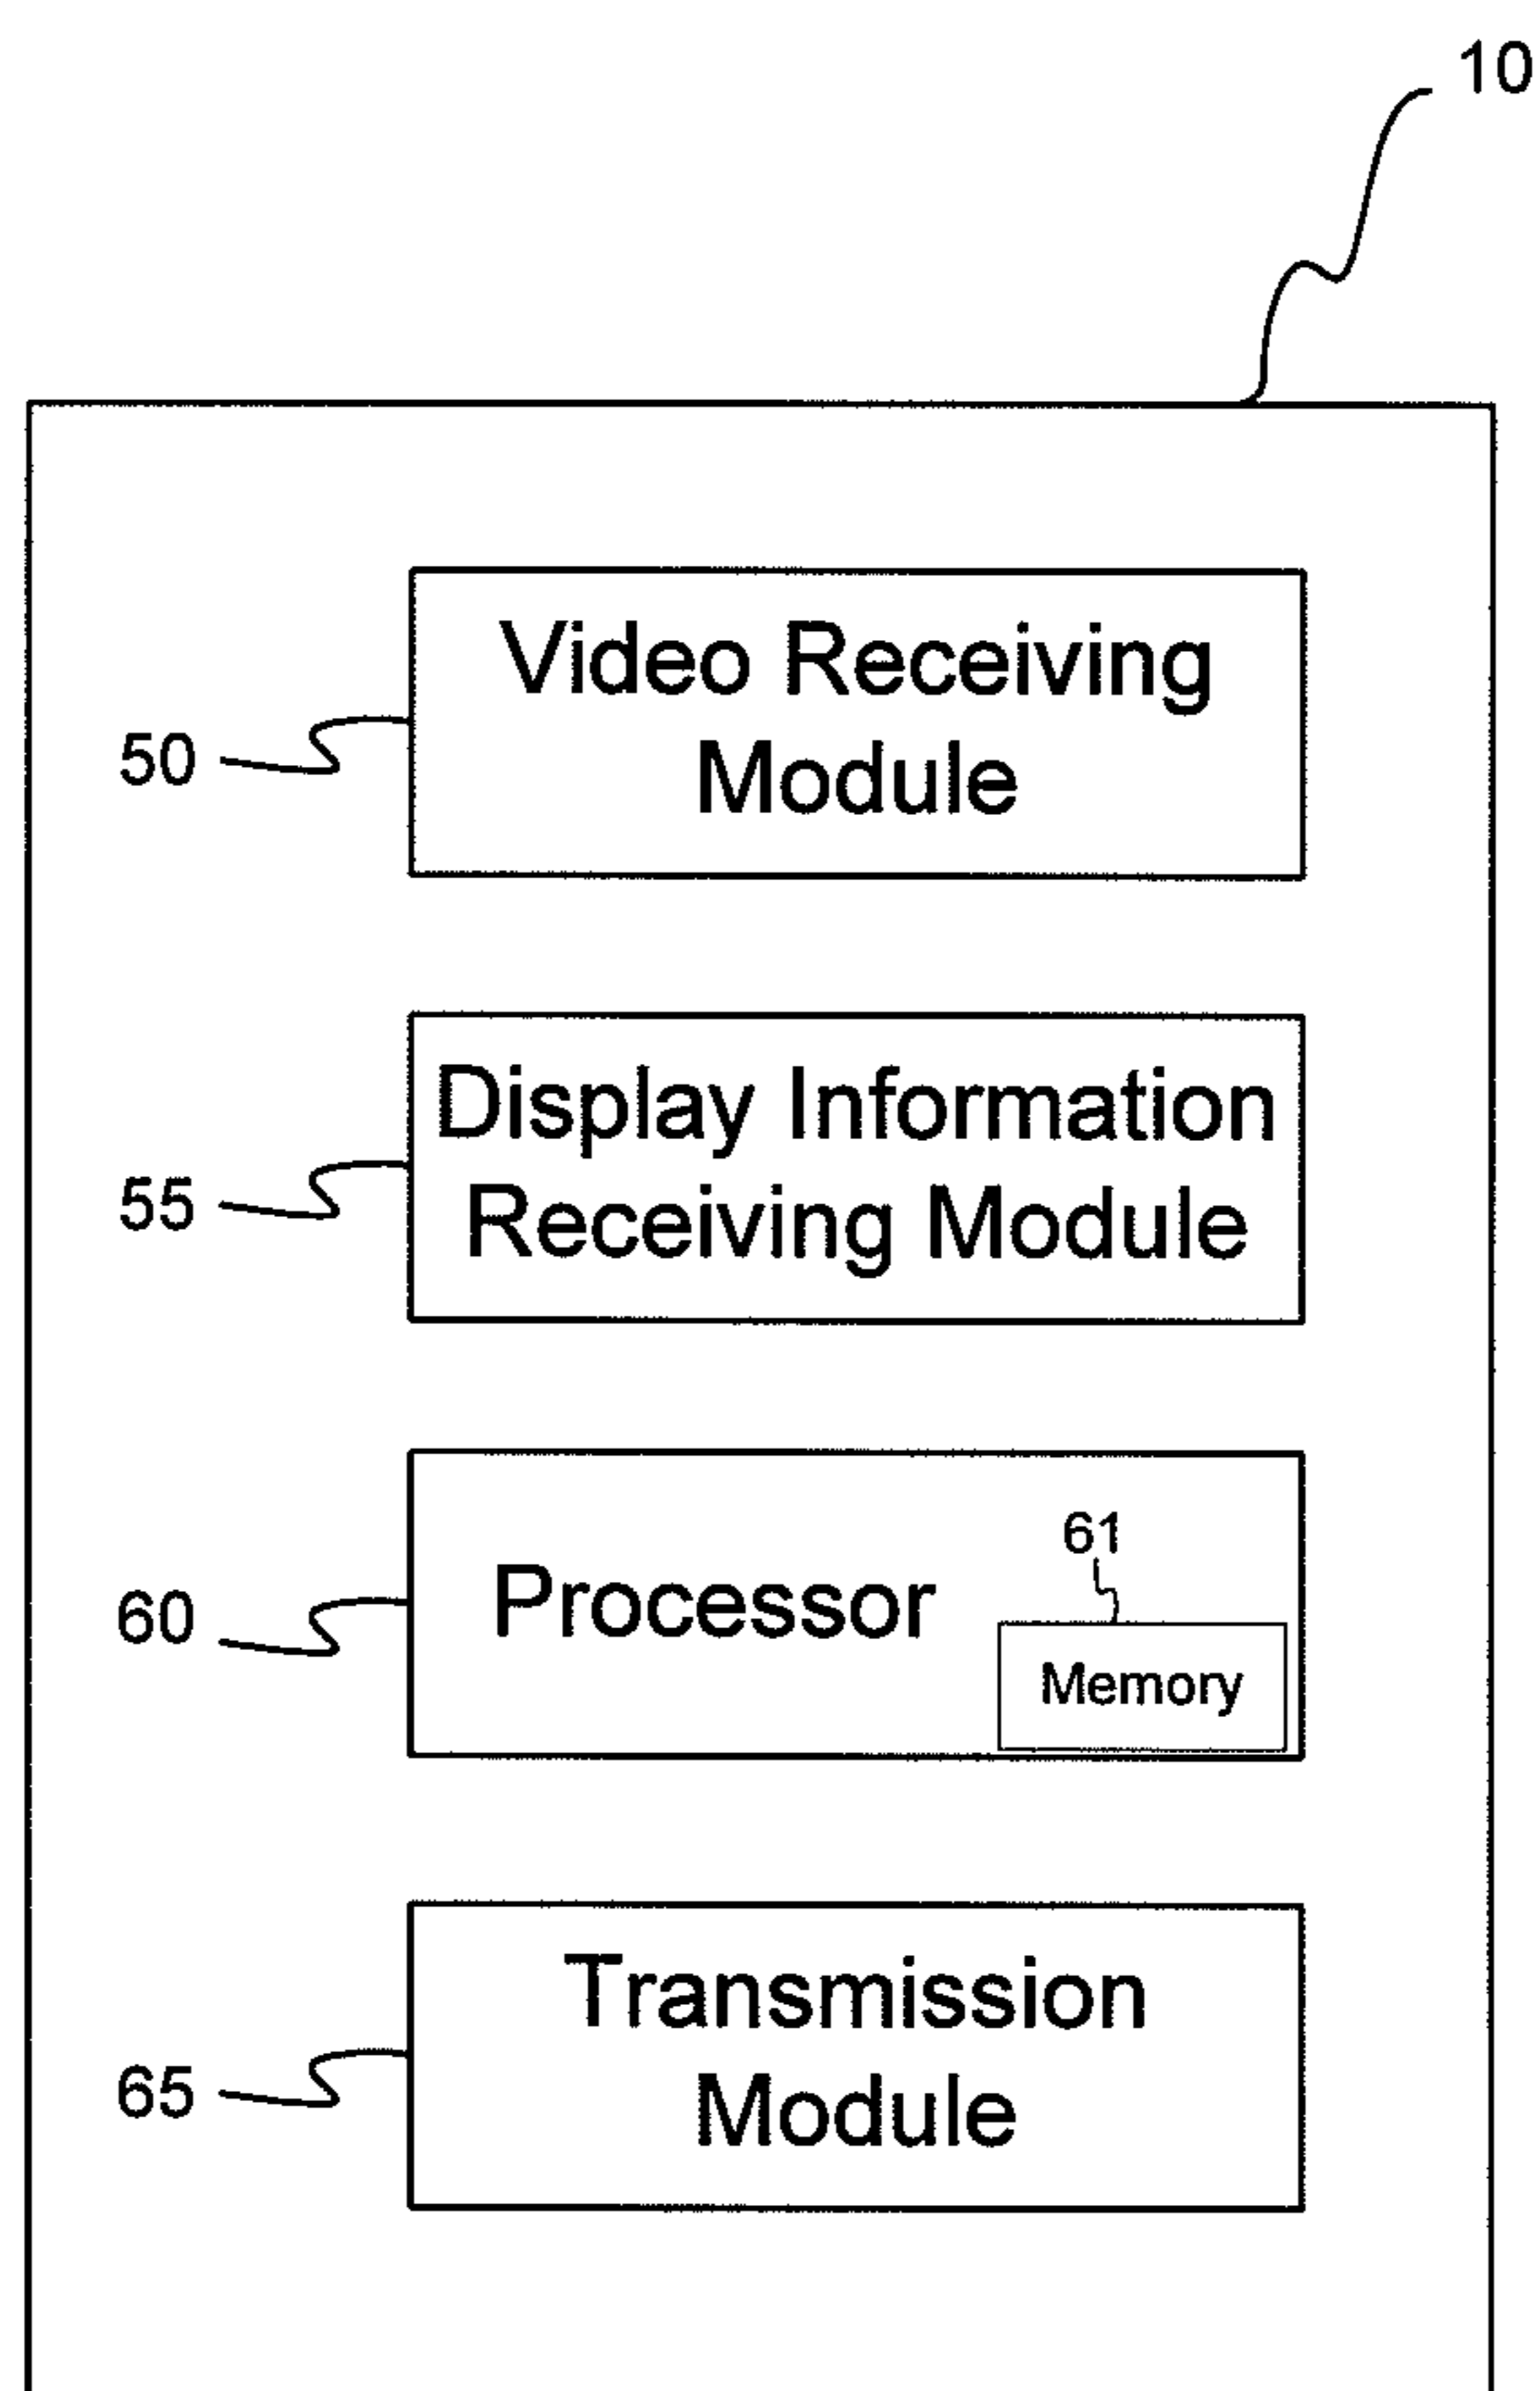 10
Video Receiving
Module
50
Display Information
Receiving Module
55
61
Processor
60
Memory
Transmission
Module
65